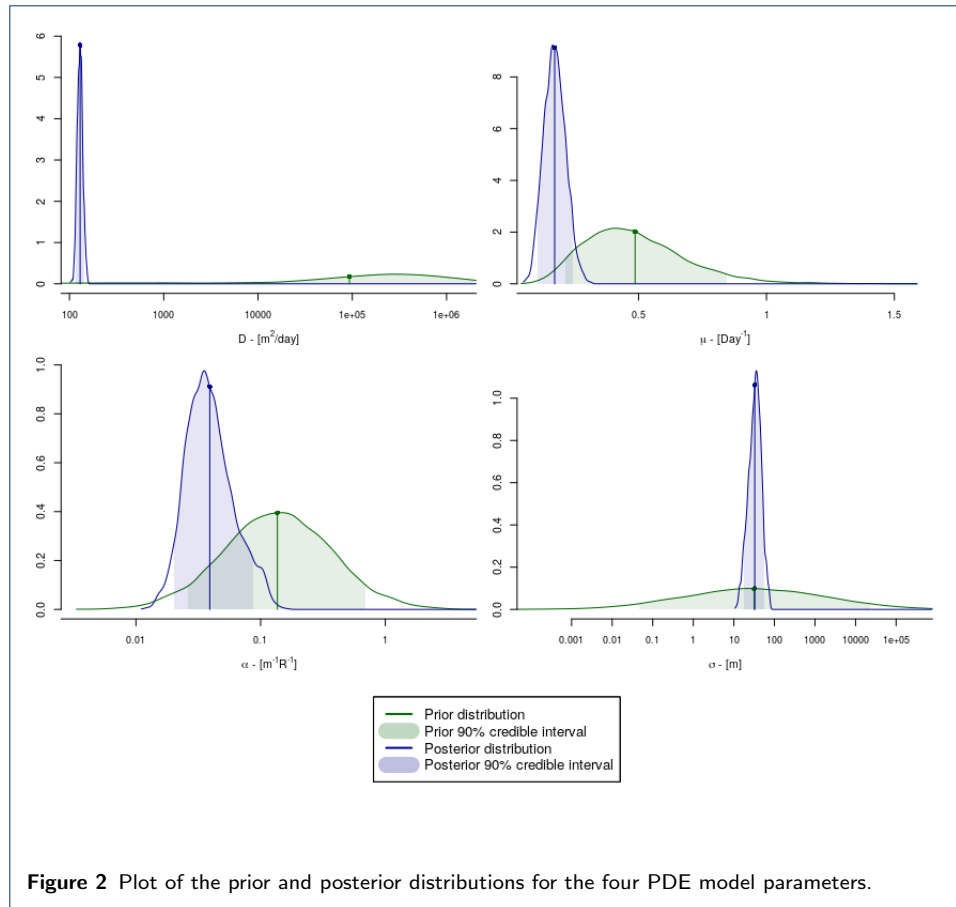 6
5
4
3
2
1
0
100 1000 10000 1e+05 1e+06
D - [m²/day]
8
6
4
2
0
0.5 1 1.5
μ - [Day⁻¹]
1.0
0.8
0.6
0.4
0.2
0.0
0.01 0.1 1
α - [m⁻¹R⁻¹]
1.0
0.8
0.6
0.4
0.2
0.0
0.001 0.01 0.1 1 10 100 1000 10000 1e+05
σ - [m]
Prior distribution
Prior 90% credible interval
Posterior distribution
Posterior 90% credible interval
Figure 2 Plot of the prior and posterior distributions for the four PDE model parameters.